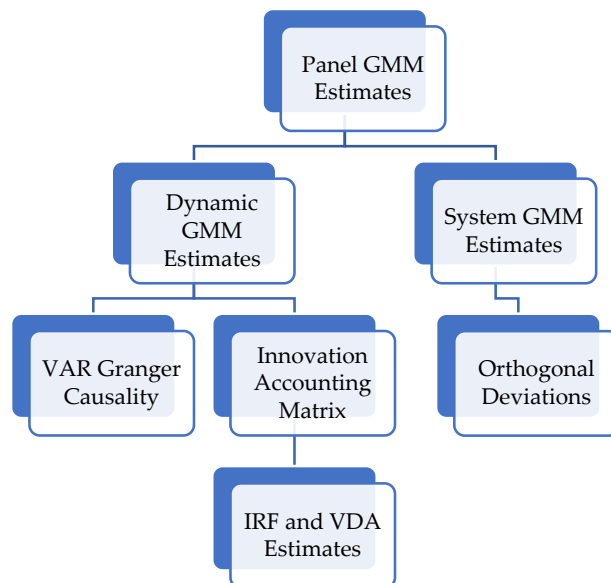 Panel GMM
Estimates
Dynamic
GMM
Estimates
System GMM
Estimates
VAR Granger
Causality
Innovation
Accounting
Matrix
Orthogonal
Deviations
IRF and VDA
Estimates